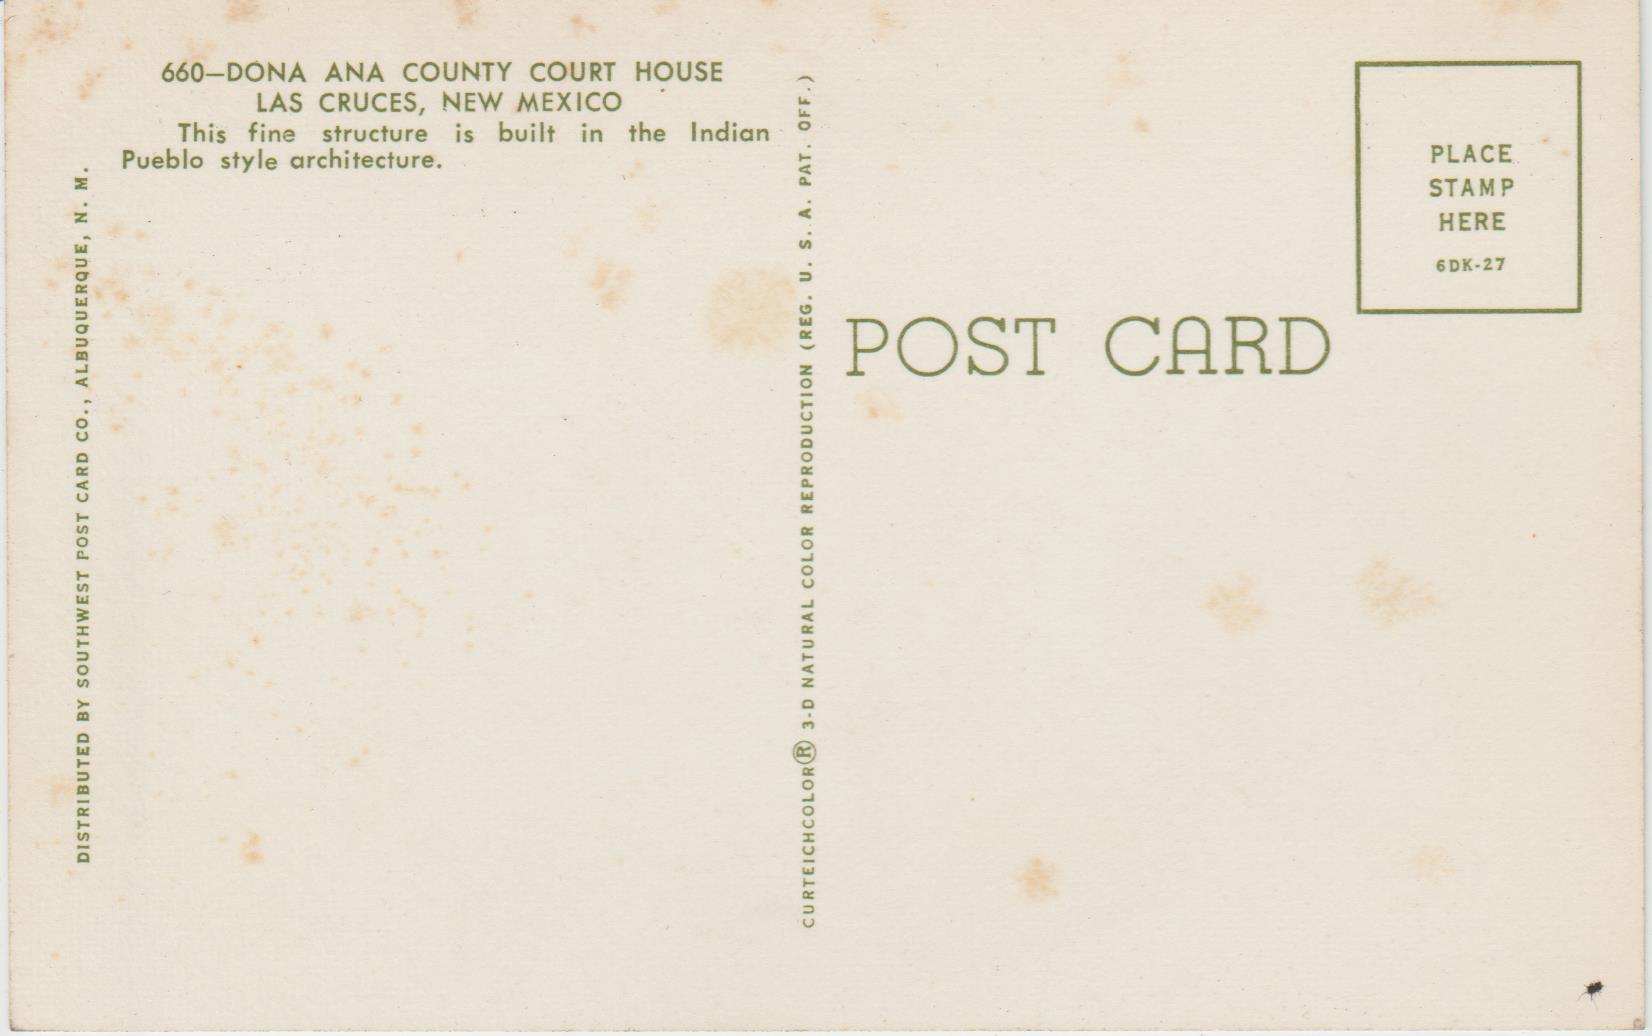 660—DONA ANA COUNTY COURT HOUSE
LAS CRUCES, NEW MEXICO
This fine structure is built in the Indian
Pueblo style architecture.
DISTRIBUTED BY SOUTHWEST POST CARD CO., ALBUQUERQUE, N. M.
CURTEICHCOLOR® 3-D NATURAL COLOR REPRODUCTION (REG. U. S. A. PAT. OFF.)
POST CARD
PLACE
STAMP
HERE
6DK-27